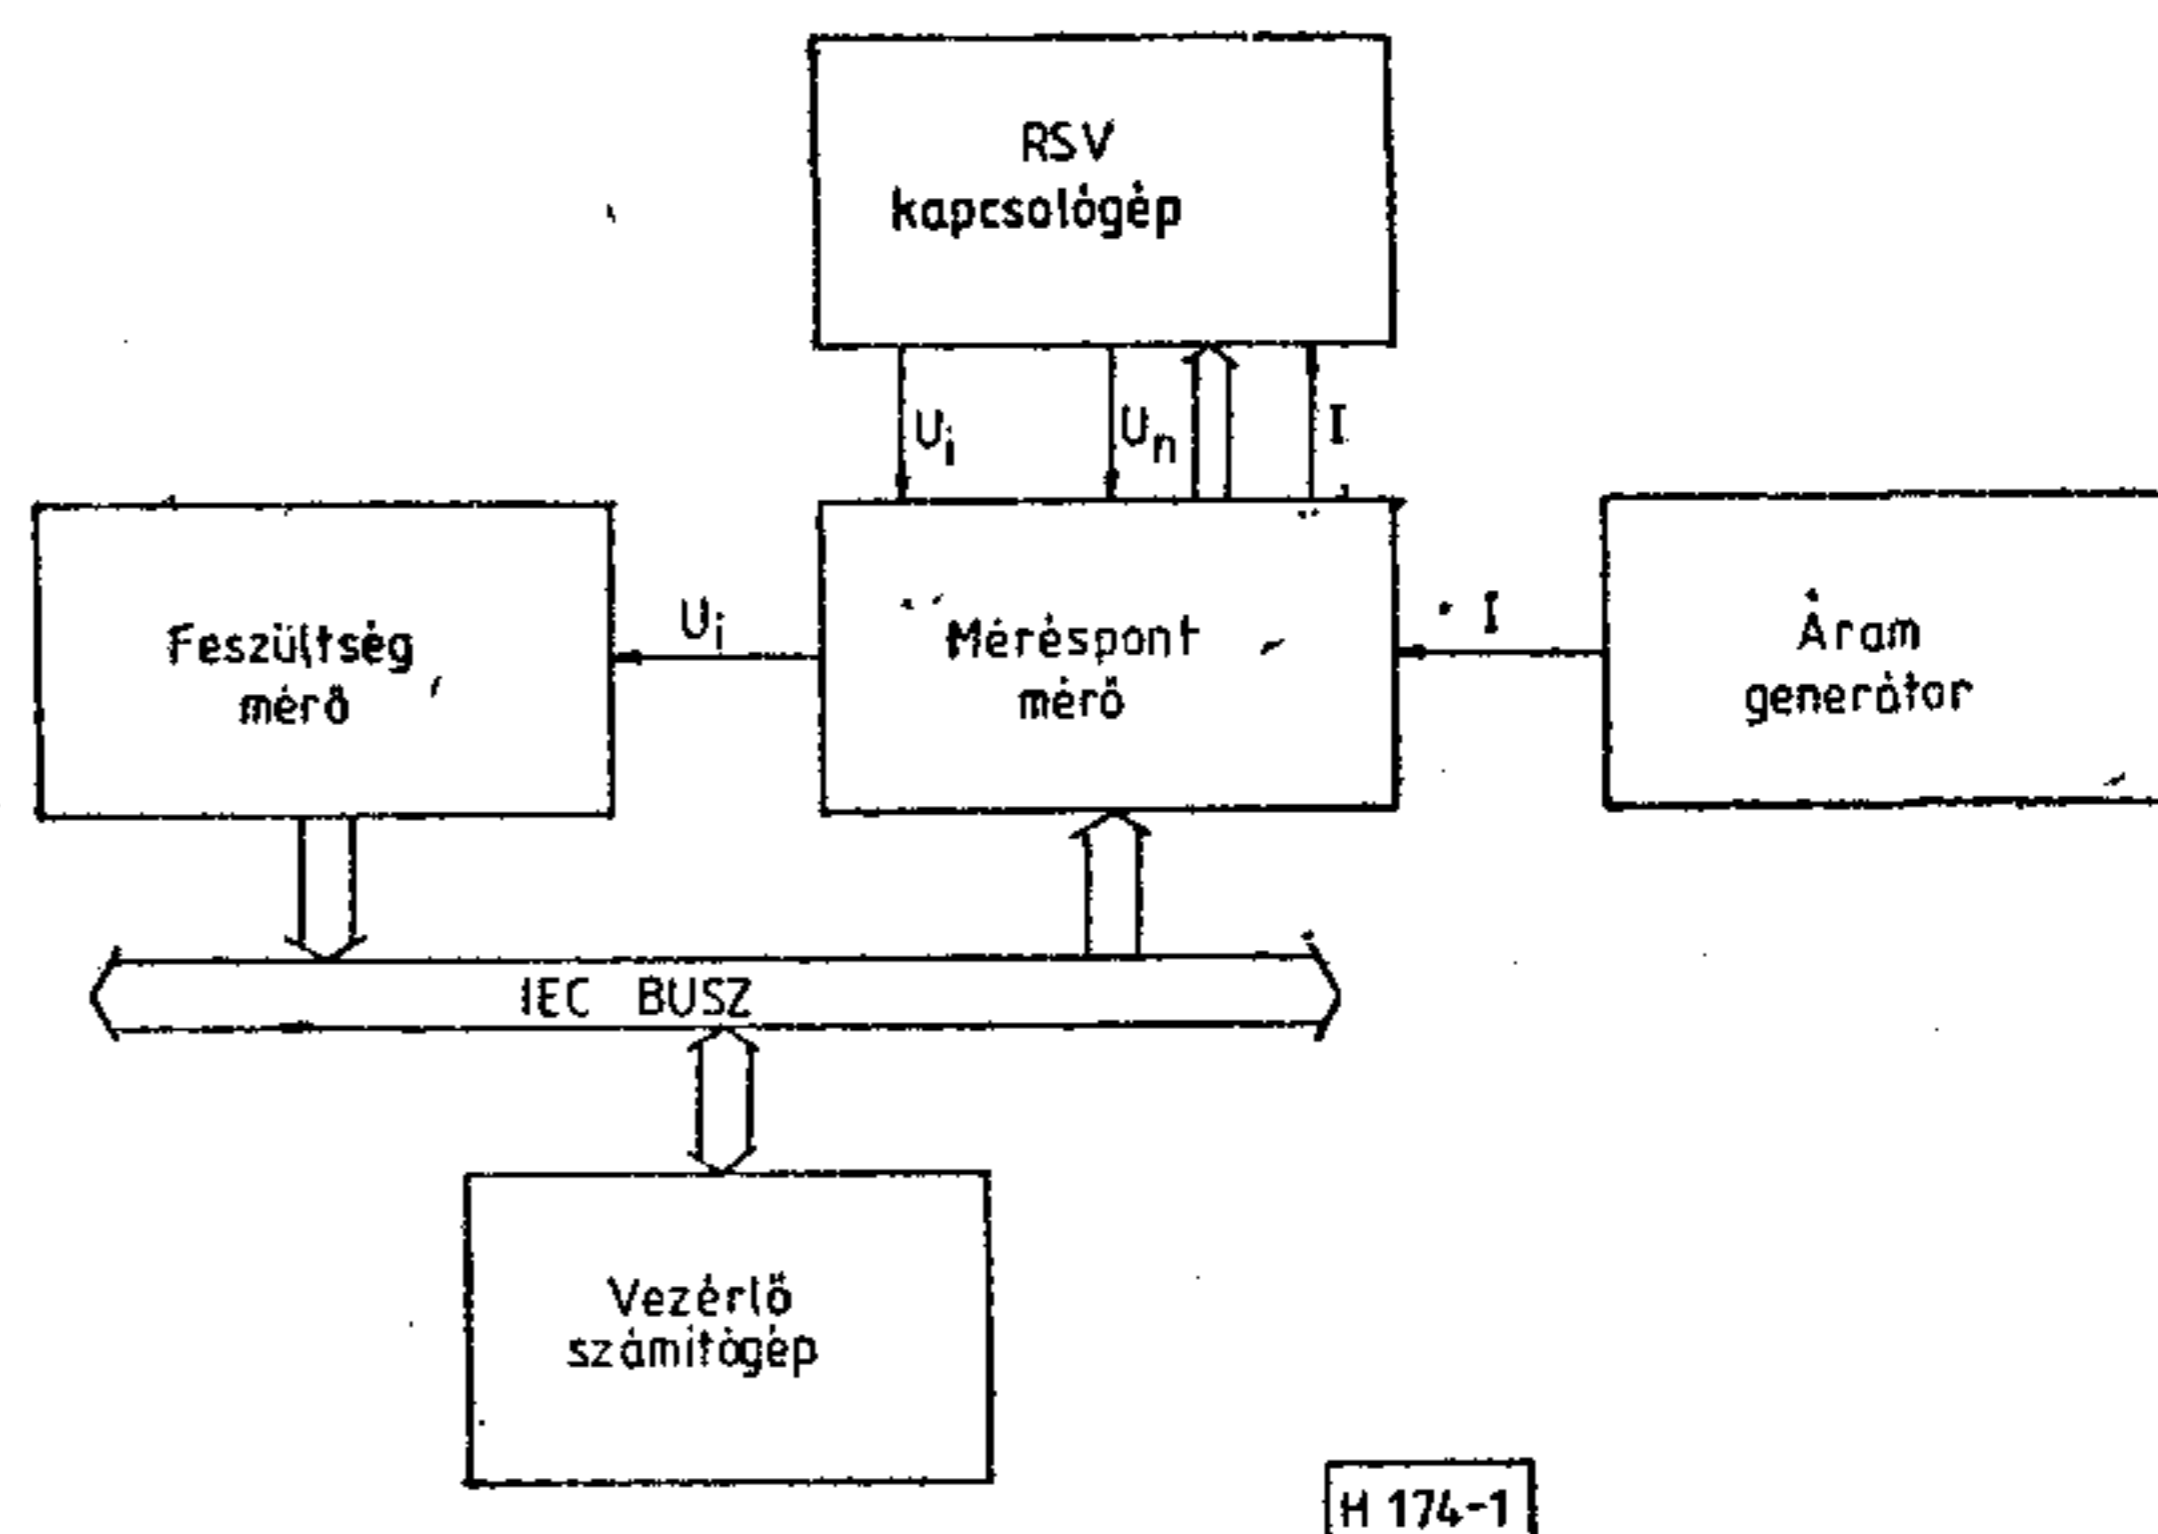 RSV
kapcsológép
Ui
Un
I
Feszültség
mérő
Ui
Méréspont
mérő
I
Áram
generátor
IEC BUSZ
Vezérlő
számítógép
H 174-1